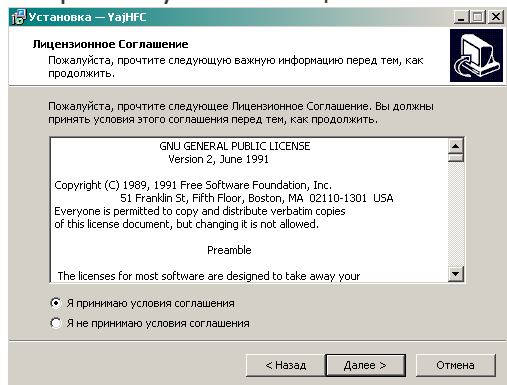 Установка — YajHFC
Лицензионное Соглашение
Пожалуйста, прочтите следующую важную информацию перед тем, как
продолжить.
Пожалуйста, прочтите следующее Лицензионное Соглашение. Вы должны
принять условия этого соглашения перед тем, как продолжить.
GNU GENERAL PUBLIC LICENSE
Version 2, June 1991
Copyright (C) 1989, 1991 Free Software Foundation, Inc.
51 Franklin St, Fifth Floor, Boston, MA  02110-1301  USA
Everyone is permitted to copy and distribute verbatim copies
of this license document, but changing it is not allowed.
Preamble
The licenses for most software are designed to take away your
Я принимаю условия соглашения
Я не принимаю условия соглашения
< Назад
Далее >
Отмена